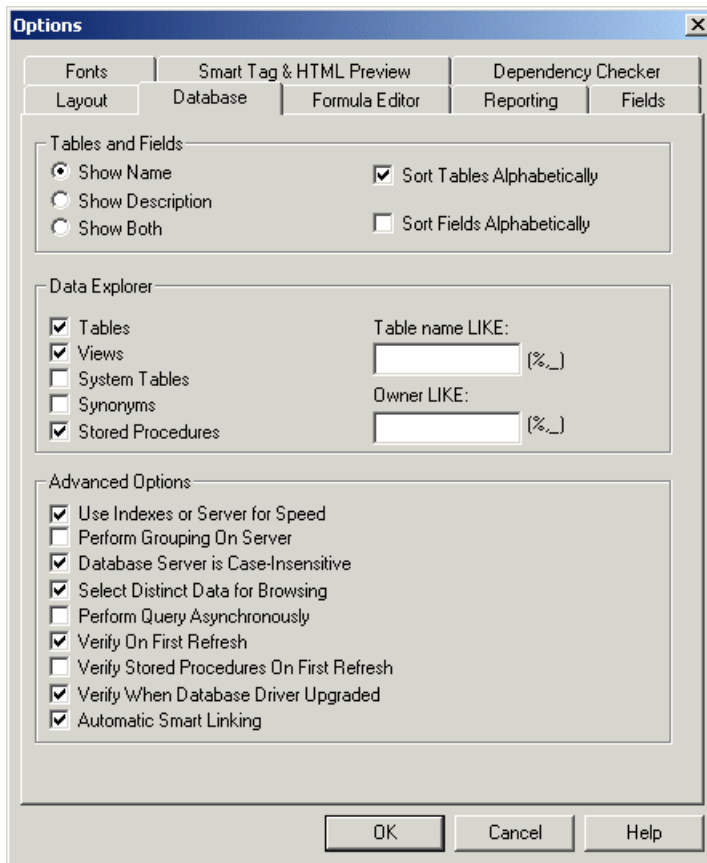 Options
Fonts
Smart Tag & HTML Preview
Dependency Checker
Layout
Database
Formula Editor
Reporting
Fields
Tables and Fields
Show Name
Show Description
Show Both
Sort Tables Alphabetically
Sort Fields Alphabetically
Data Explorer
Tables
Views
System Tables
Synonyms
Stored Procedures
Table name LIKE:
(%,_)
Owner LIKE:
(%,_)
Advanced Options
Use Indexes or Server for Speed
Perform Grouping On Server
Database Server is Case-Insensitive
Select Distinct Data for Browsing
Perform Query Asynchronously
Verify On First Refresh
Verify Stored Procedures On First Refresh
Verify When Database Driver Upgraded
Automatic Smart Linking
OK
Cancel
Help